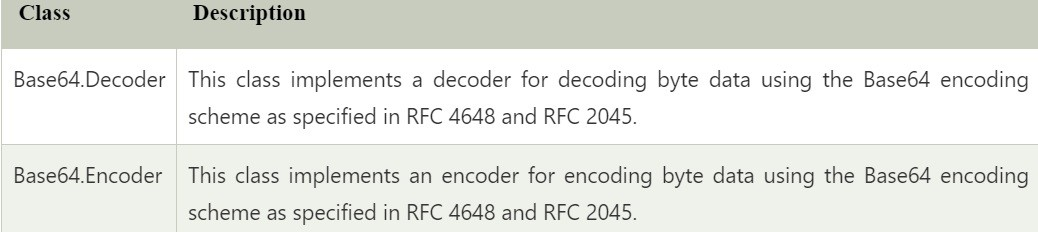 Class Description
Base64.Decoder This class implements a decoder for decoding byte data using the Base64 encoding
scheme as specified in RFC 4648 and RFC 2045.
Base64.Encoder This class implements an encoder for encoding byte data using the Base64 encoding
scheme as specified in RFC 4648 and RFC 2045.